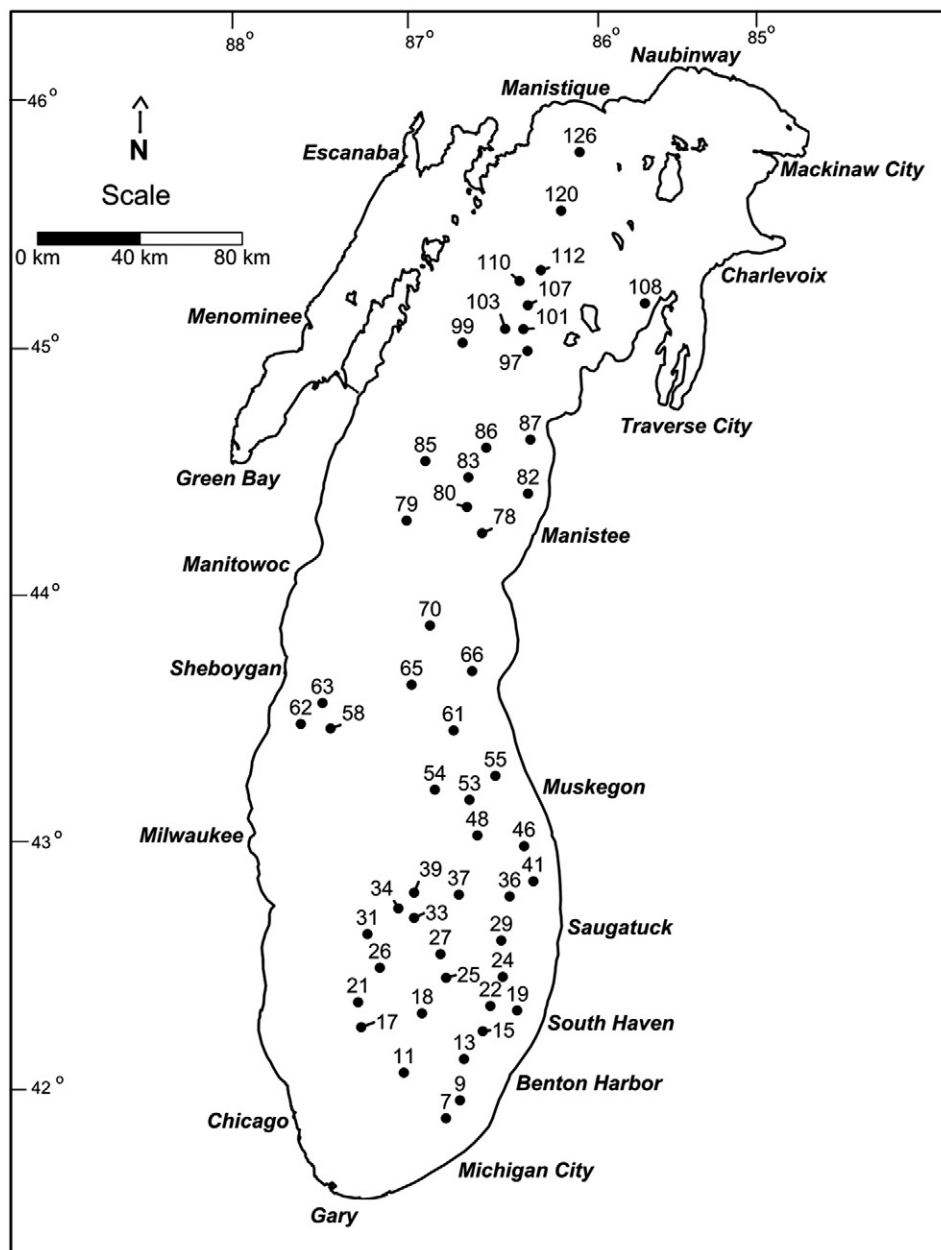 88° 87° 86° 85°
Naubinway
46°
Manistique
N
126
Escanaba
Mackinaw City
Scale
120
0 km 40 km 80 km
110 112
Charlevoix
107 108
Menominee
103 101
99
45°
97
Traverse City
87
86
85
83
Green Bay
82
80
79 78
Manistee
Manitowoc
44°
70
Sheboygan
66
65
63
62 58
61
55
54 53
Muskegon
Milwaukee
48
46
43°
41
39 37 36
34
33
31
Saugatuck
29
27
26
24
25
21
22 19
18
17 15
South Haven
13
11
42°
Benton Harbor
9
7
Chicago
Michigan City
Gary